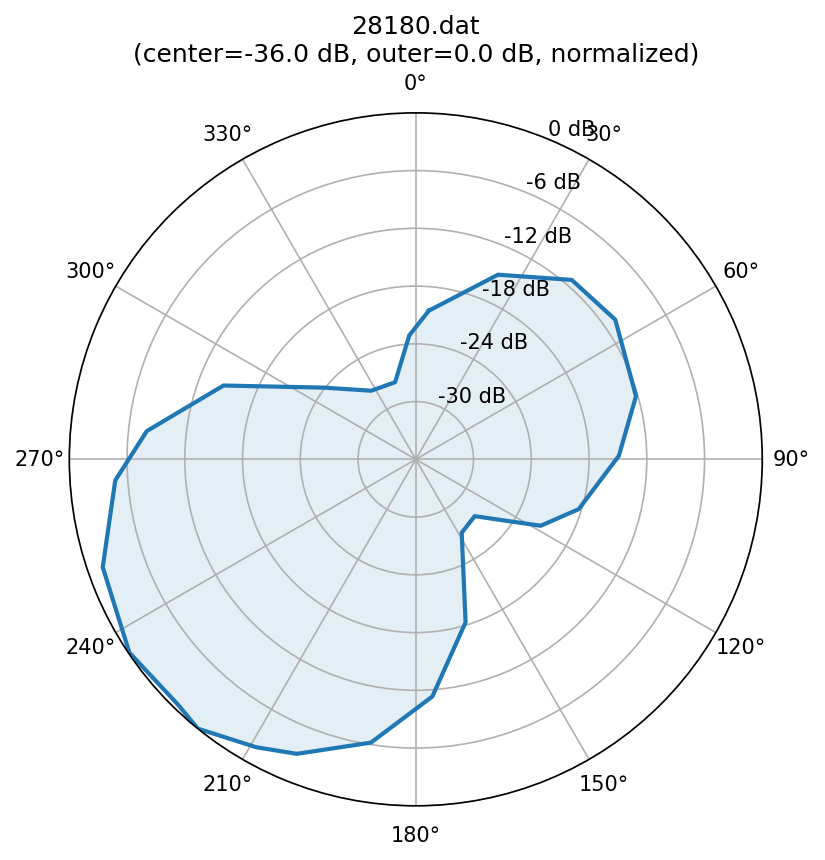 28180.dat
(center=-36.0 dB, outer=0.0 dB, normalized)
0°
330°
0 dB
30°
-6 dB
-12 dB
300°
60°
-18 dB
-24 dB
-30 dB
270°
90°
240°
120°
210°
150°
180°